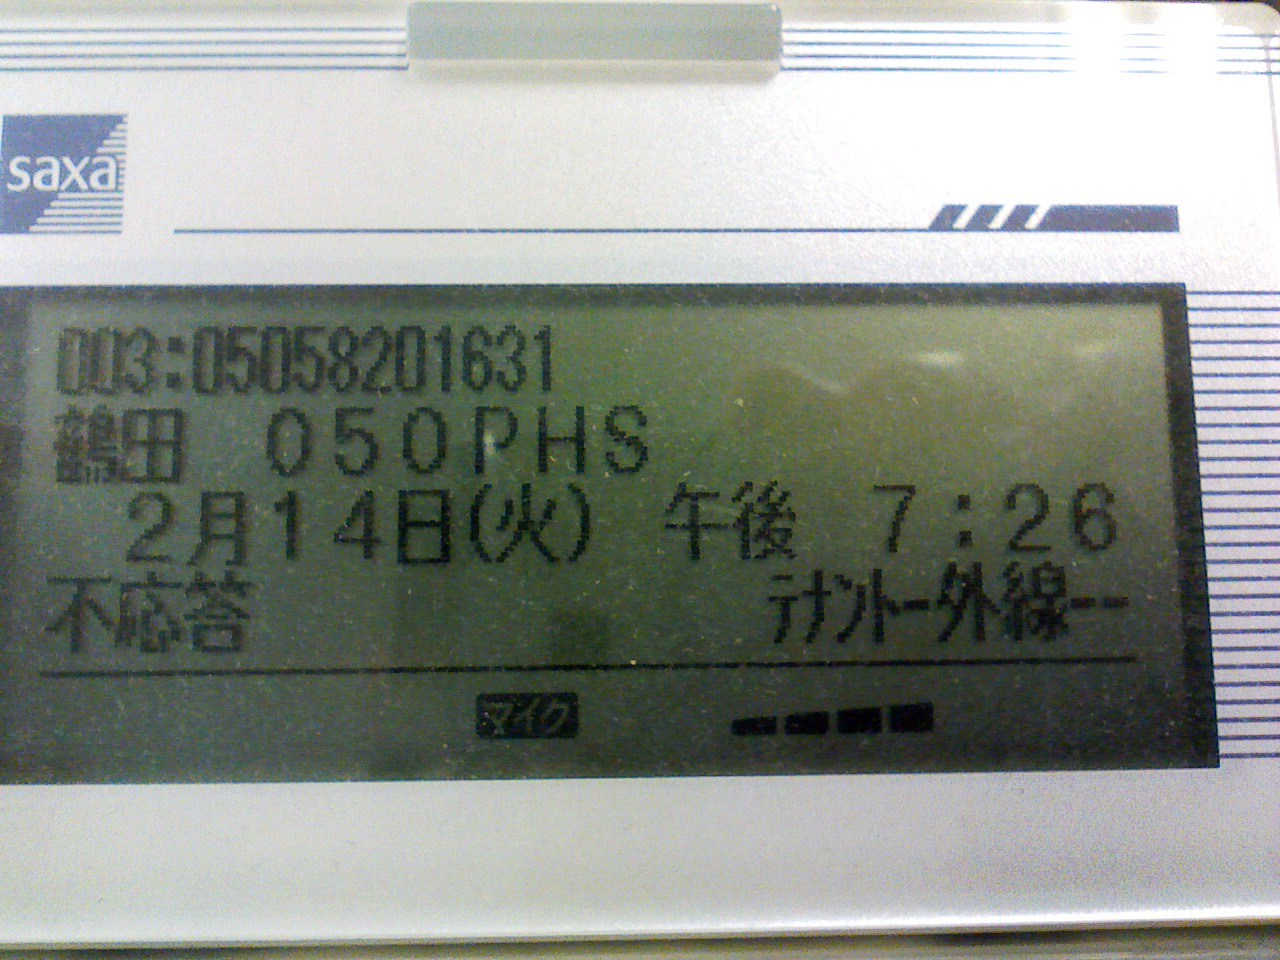 saxa
003:05058201631
鶴田　050PHS
2月14日(火)　午後　7:26
不応答　ﾃﾅﾝﾄ-外線--
マイク